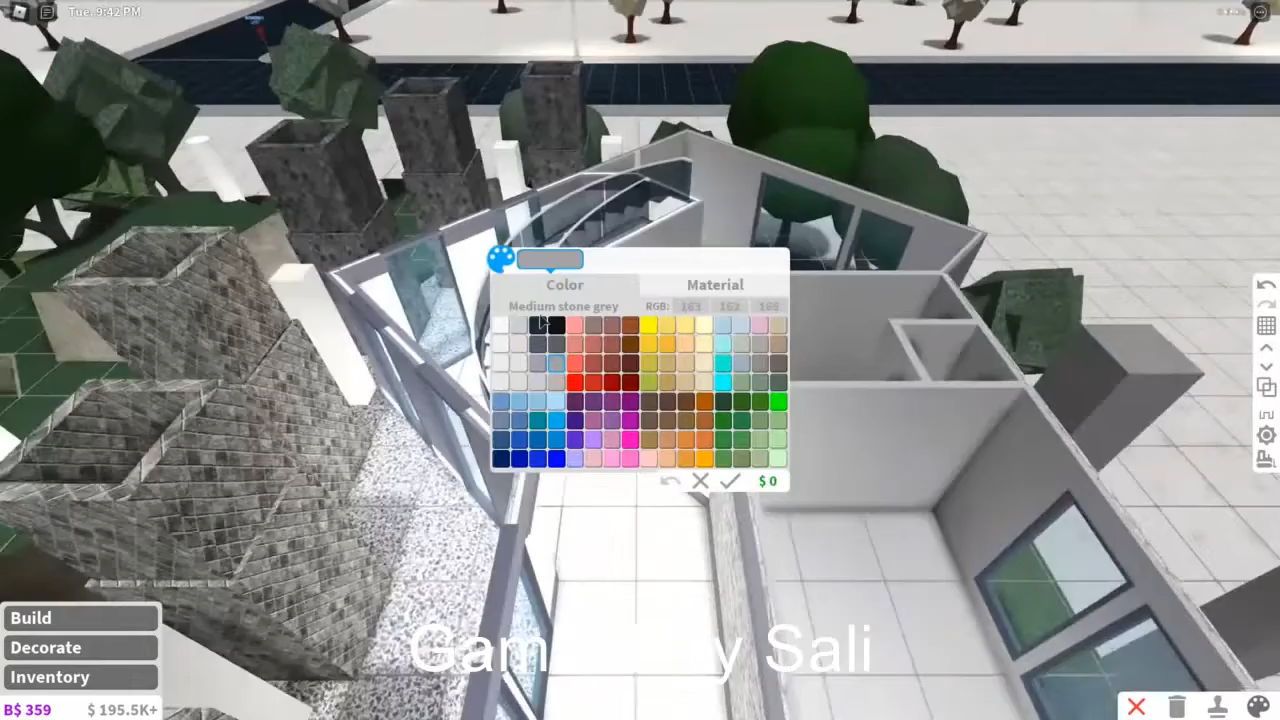 Tue. 9:42 PM
Color
Material
Medium stone grey
RGB: 163 162 165
$ 0
Build
Decorate
Inventory
B$ 359
$ 195.5K+
Sali